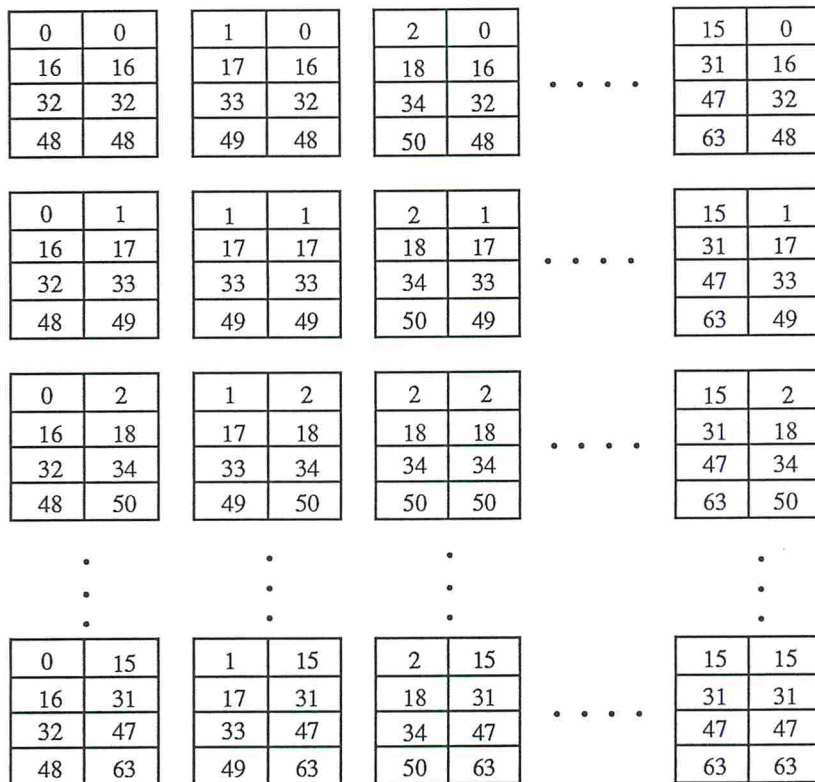 0 0 1 0 2 0 15 0
16 16 17 16 18 16 . . . . 31 16
32 32 33 32 34 32 47 32
48 48 49 48 50 48 63 48
0 1 1 1 2 1 15 1
16 17 17 17 18 17 . . . . 31 17
32 33 33 33 34 33 47 33
48 49 49 49 50 49 63 49
0 2 1 2 2 2 15 2
16 18 17 18 18 18 . . . . 31 18
32 34 33 34 34 34 47 34
48 50 49 50 50 50 63 50
. . . .
. . . .
. . . .
0 15 1 15 2 15 15 15
16 31 17 31 18 31 . . . . 31 31
32 47 33 47 34 47 47 47
48 63 49 63 50 63 63 63